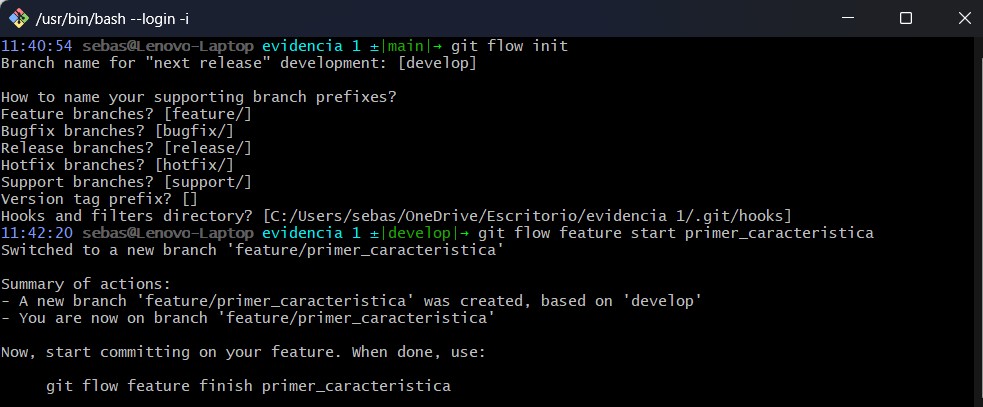 /usr/bin/bash --login -i
11:40:54 sebas@Lenovo-Laptop evidencia 1 ±|main|→ git flow init
Branch name for "next release" development: [develop]
How to name your supporting branch prefixes?
Feature branches? [feature/]
Bugfix branches? [bugfix/]
Release branches? [release/]
Hotfix branches? [hotfix/]
Support branches? [support/]
Version tag prefix? []
Hooks and filters directory? [C:/Users/sebas/OneDrive/Escritorio/evidencia 1/.git/hooks]
11:42:20 sebas@Lenovo-Laptop evidencia 1 ±|develop|→ git flow feature start primer_caracteristica
Switched to a new branch 'feature/primer_caracteristica'
Summary of actions:
- A new branch 'feature/primer_caracteristica' was created, based on 'develop'
- You are now on branch 'feature/primer_caracteristica'
Now, start committing on your feature. When done, use:
git flow feature finish primer_caracteristica